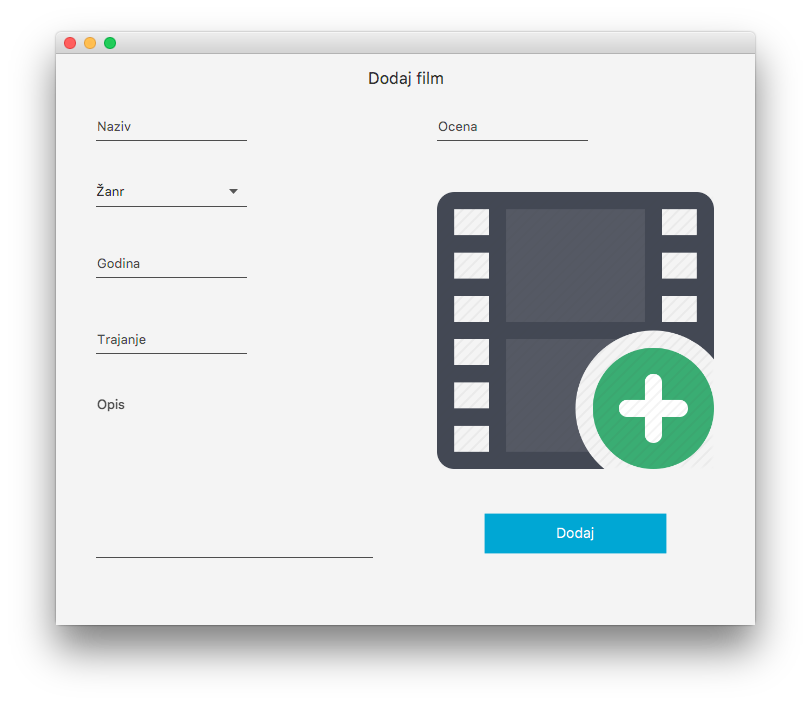 Dodaj film
Naziv
Ocena
Žanr
Godina
Trajanje
Opis
Dodaj